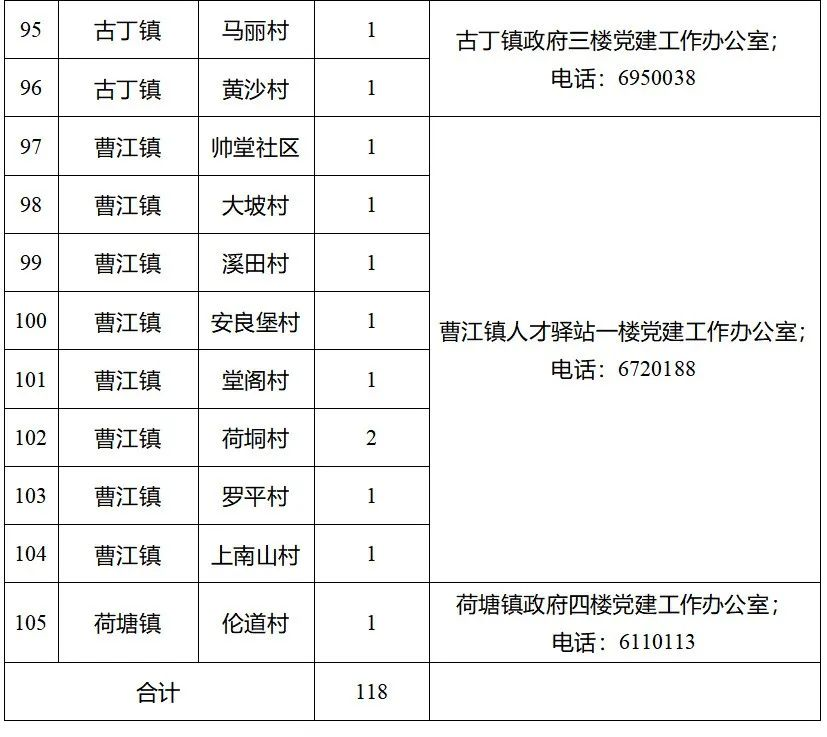 95 古丁镇 马丽村 1
古丁镇政府三楼党建工作办公室；
电话：6950038
96 古丁镇 黄沙村 1
97 曹江镇 帅堂社区 1
98 曹江镇 大坡村 1
99 曹江镇 溪田村 1
100 曹江镇 安良堡村 1
曹江镇人才驿站一楼党建工作办公室；
电话：6720188
101 曹江镇 堂阁村 1
102 曹江镇 荷垌村 2
103 曹江镇 罗平村 1
104 曹江镇 上南山村 1
105 荷塘镇 伦道村 1
荷塘镇政府四楼党建工作办公室；
电话：6110113
合计 118